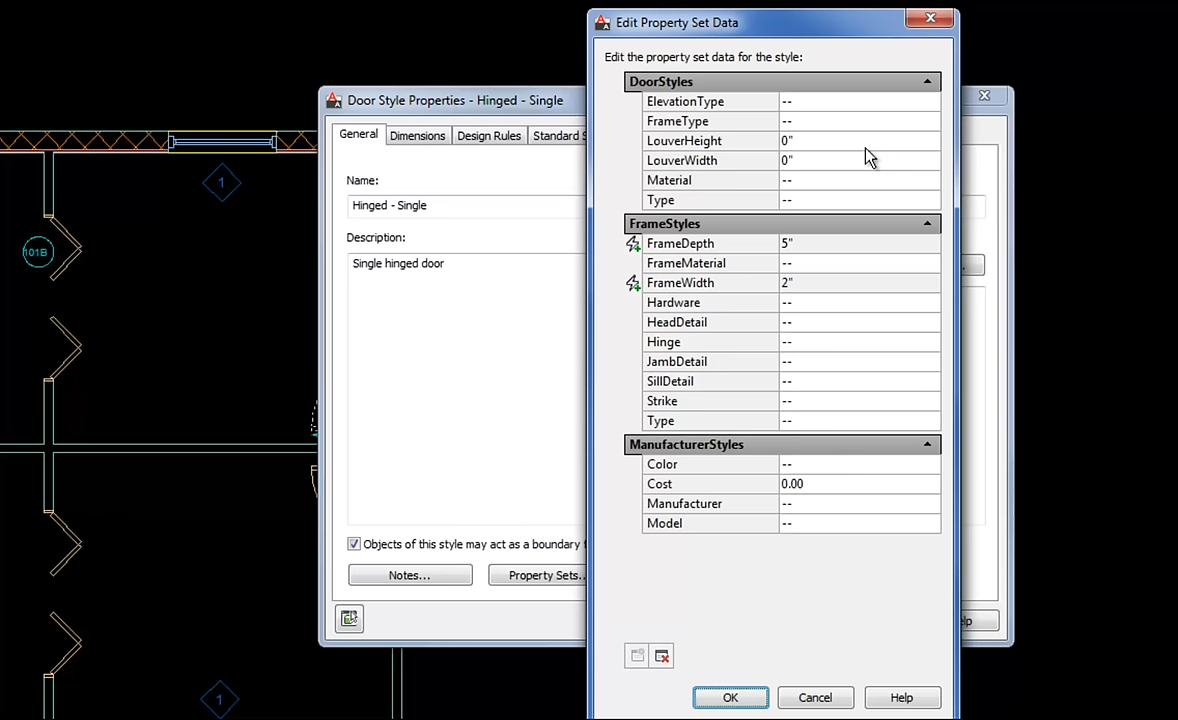 Edit Property Set Data
Edit the property set data for the style:
DoorStyles
ElevationType --
FrameType --
LouverHeight 0"
LouverWidth 0"
Material --
Type --
FrameStyles
FrameDepth 5"
FrameMaterial --
FrameWidth 2"
Hardware --
HeadDetail --
Hinge --
JambDetail --
SillDetail --
Strike --
Type --
ManufacturerStyles
Color --
Cost 0.00
Manufacturer --
Model --
OK Cancel Help
Door Style Properties - Hinged - Single
General Dimensions Design Rules Standard S
Name:
Hinged - Single
Description:
Single hinged door
Objects of this style may act as a boundary
Notes... Property Sets..
elp
1
101B
1